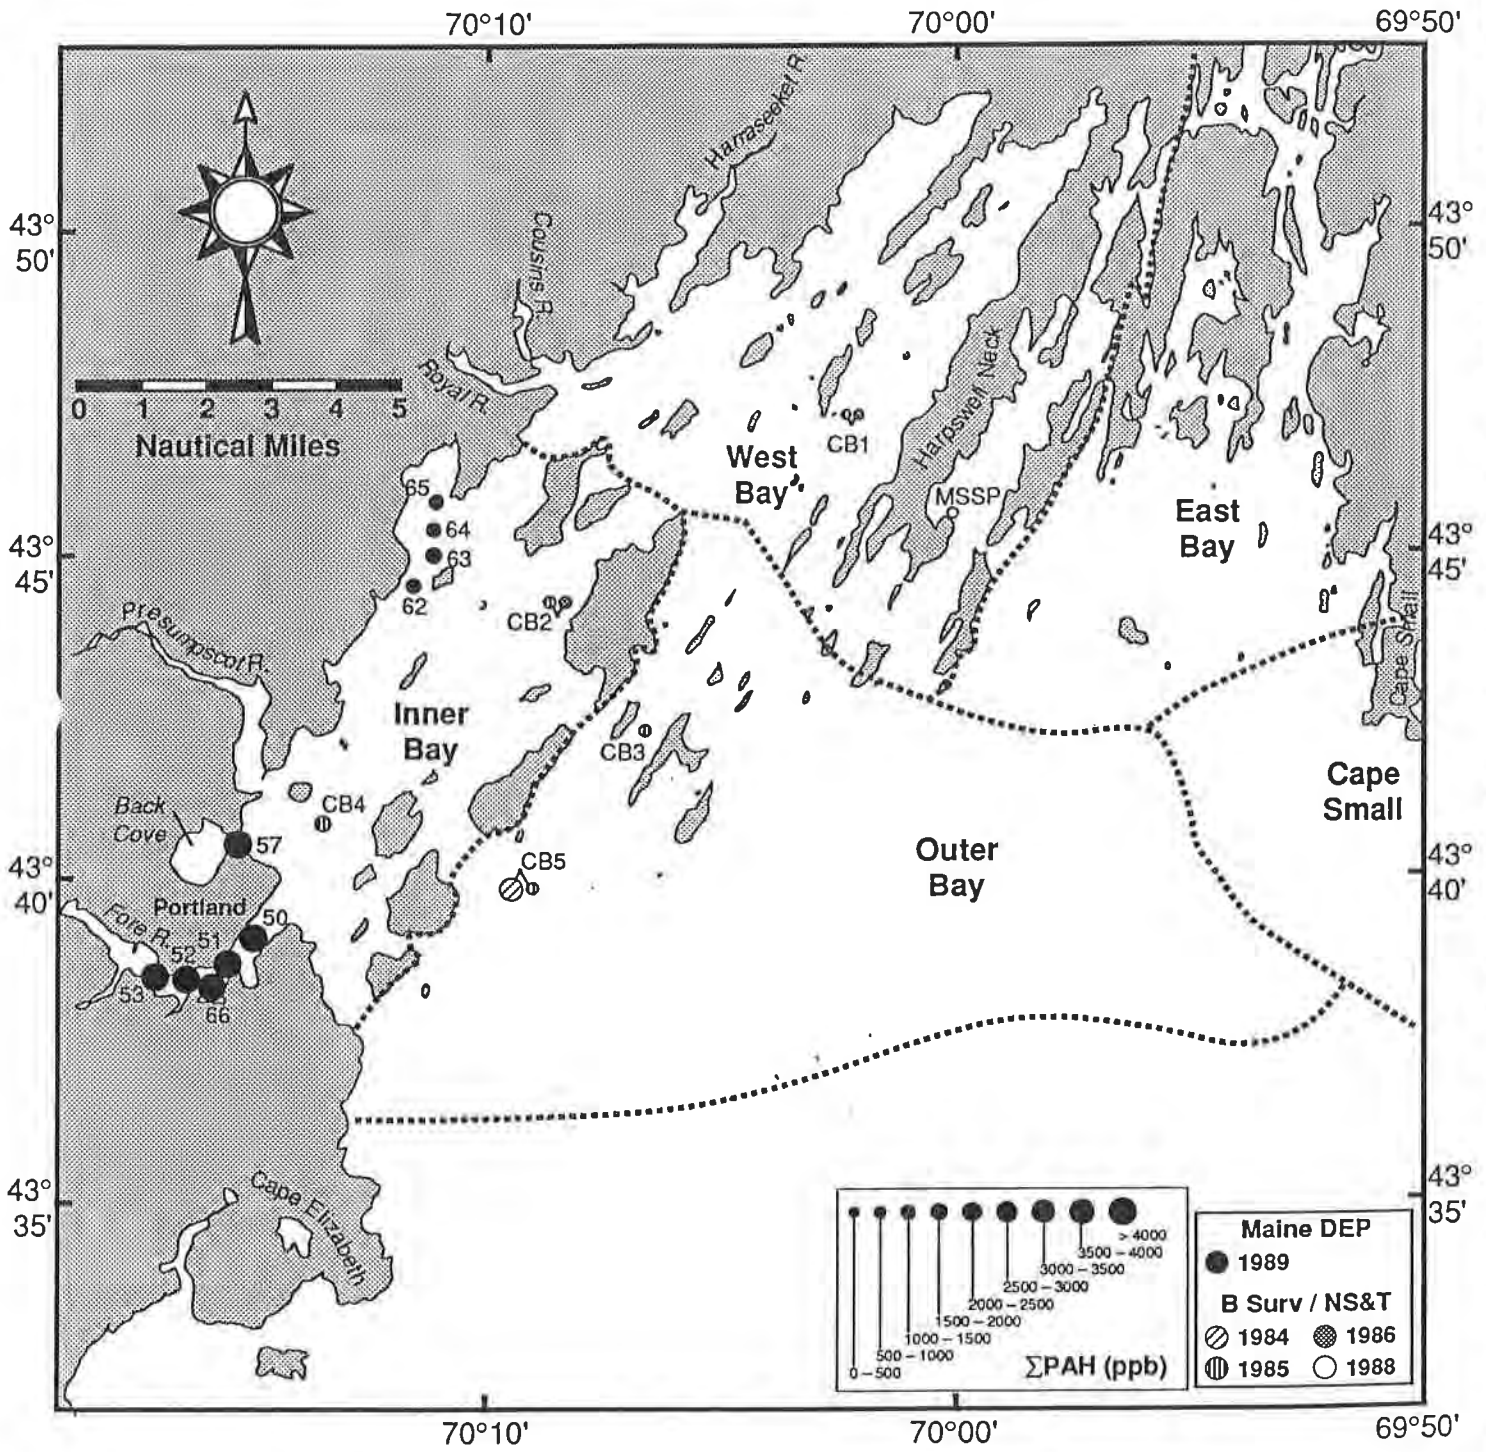 70°10'
70°00'
69°50'
Harraseeket R.
Cousins R.
43°
50'
43°
50'
Royal R.
0 1 2 3 4 5
Nautical Miles
Harpswell Neck
CB1
West
Bay
65
MSSP
64
East
Bay
63
43°
45'
43°
45'
62
CB2
Presumpscot R.
Cape Small
Inner
Bay
CB3
Cape
Small
Back
Cove
CB4
57
Outer
Bay
CB5
43°
40'
43°
40'
Portland
50
Fore R.
51
52
53
66
43°
35'
43°
35'
Cape Elizabeth
> 4000
3500 – 4000
3000 – 3500
2500 – 3000
2000 – 2500
1500 – 2000
1000 – 1500
500 – 1000
0 – 500
ΣPAH (ppb)
Maine DEP
1989
B Surv / NS&T
1984 1986
1985 1988
70°10'
70°00'
69°50'